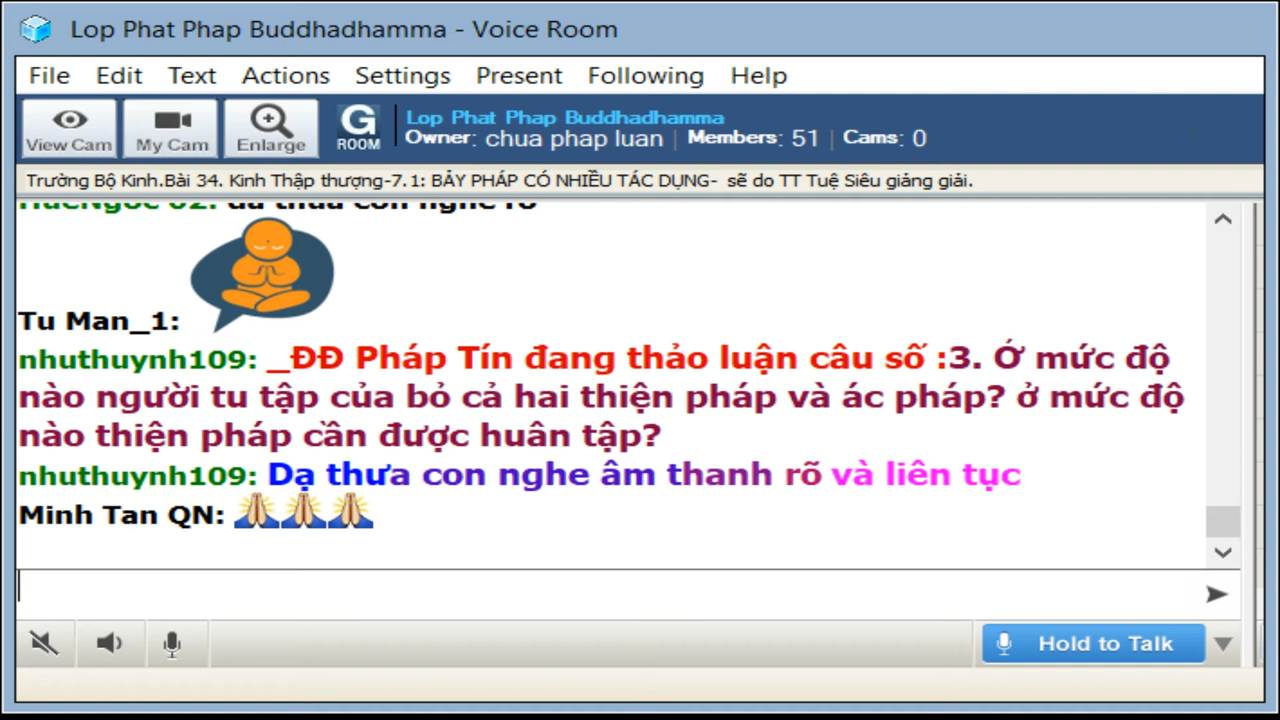 Lop Phat Phap Buddhadhamma - Voice Room
File Edit Text Actions Settings Present Following Help
View Cam My Cam Enlarge G ROOM
Lop Phat Phap Buddhadhamma
Owner: chua phap luan | Members: 51 | Cams: 0
Trường Bộ Kinh.Bài 34. Kinh Thập thượng-7.1: BẢY PHÁP CÓ NHIỀU TÁC DỤNG- sẽ do TT Tuệ Siêu giảng giải.
Tu Man_1:
nhuthuynh109: _ĐĐ Pháp Tín đang thảo luận câu số :3. Ở mức độ
nào người tu tập của bỏ cả hai thiện pháp và ác pháp? ở mức độ
nào thiện pháp cần được huân tập?
nhuthuynh109: Dạ thưa con nghe âm thanh rõ và liên tục
Minh Tan QN: 🙏🙏🙏
Hold to Talk